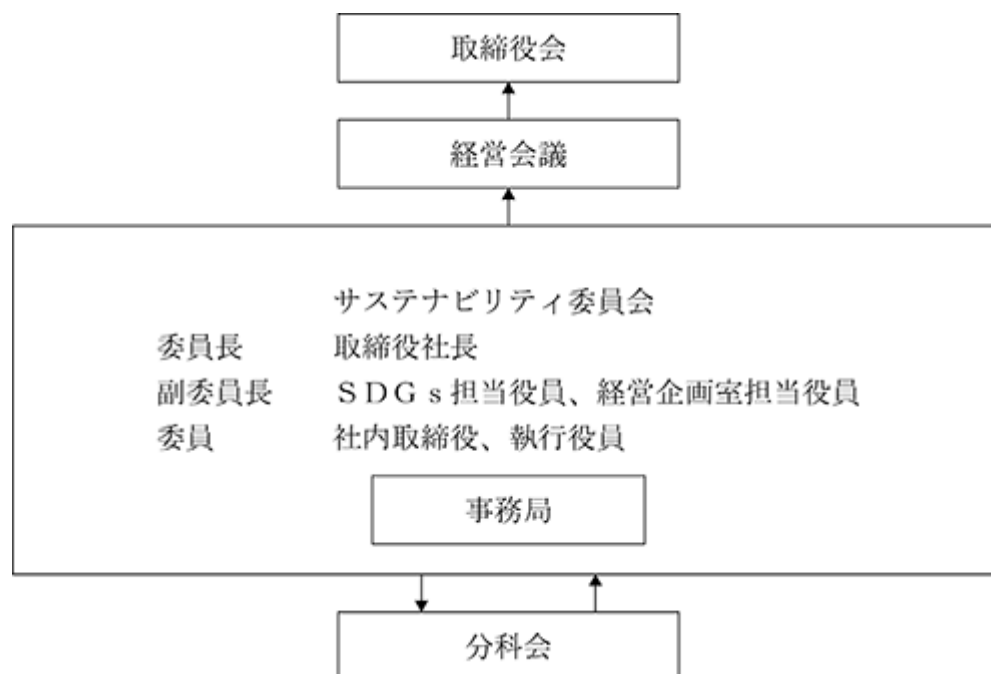 取締役会
経営会議
サステナビリティ委員会
委員長 取締役社長
副委員長 ＳＤＧｓ担当役員、経営企画室担当役員
委員 社内取締役、執行役員
事務局
分科会